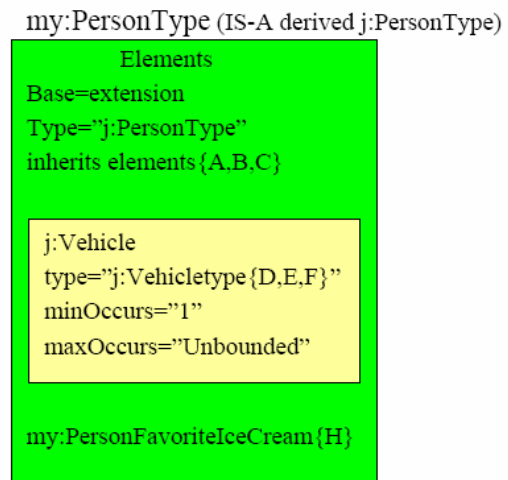 my:PersonType (IS-A derived j:PersonType)
Elements
Base=extension
Type=”j:PersonType”
inherits elements{A,B,C}
j:Vehicle
type=”j:Vehicletype{D,E,F}”
minOccurs=”1”
maxOccurs=”Unbounded”
my:PersonFavoriteIceCream{H}